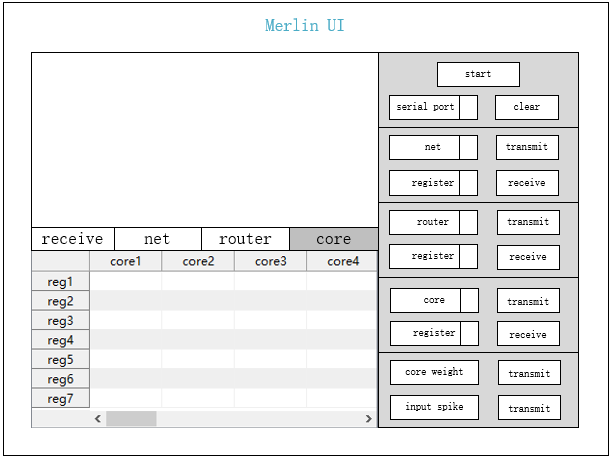 Merlin UI
start
serial port clear
net transmit
register receive
router transmit
register receive
core transmit
register receive
core weight transmit
input spike transmit
receive net router core
core1 core2 core3 core4
reg1
reg2
reg3
reg4
reg5
reg6
reg7